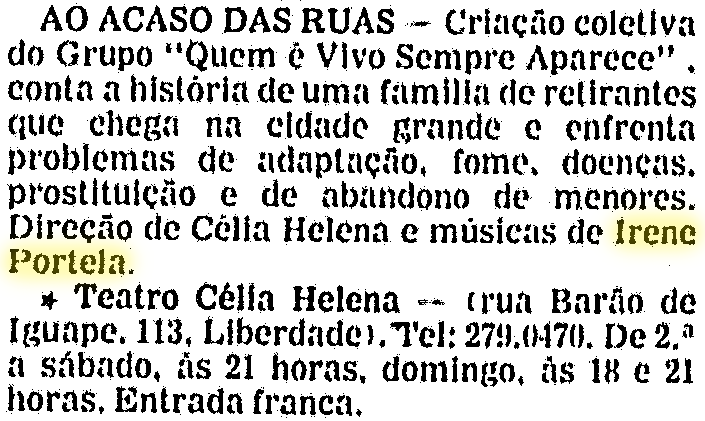 AO ACASO DAS RUAS — Criação coletiva
do Grupo "Quem é Vivo Sempre Aparece",
conta a história de uma família de retirantes
que chega na cidade grande e enfrenta
problemas de adaptação, fome, doenças,
prostituição e de abandono de menores.
Direção de Célia Helena e músicas de Irene
Portela.
* Teatro Célia Helena — (rua Barão de
Iguape, 113, Liberdade). Tel: 279.0470. De 2.ª
a sábado, às 21 horas, domingo, às 18 e 21
horas. Entrada franca.